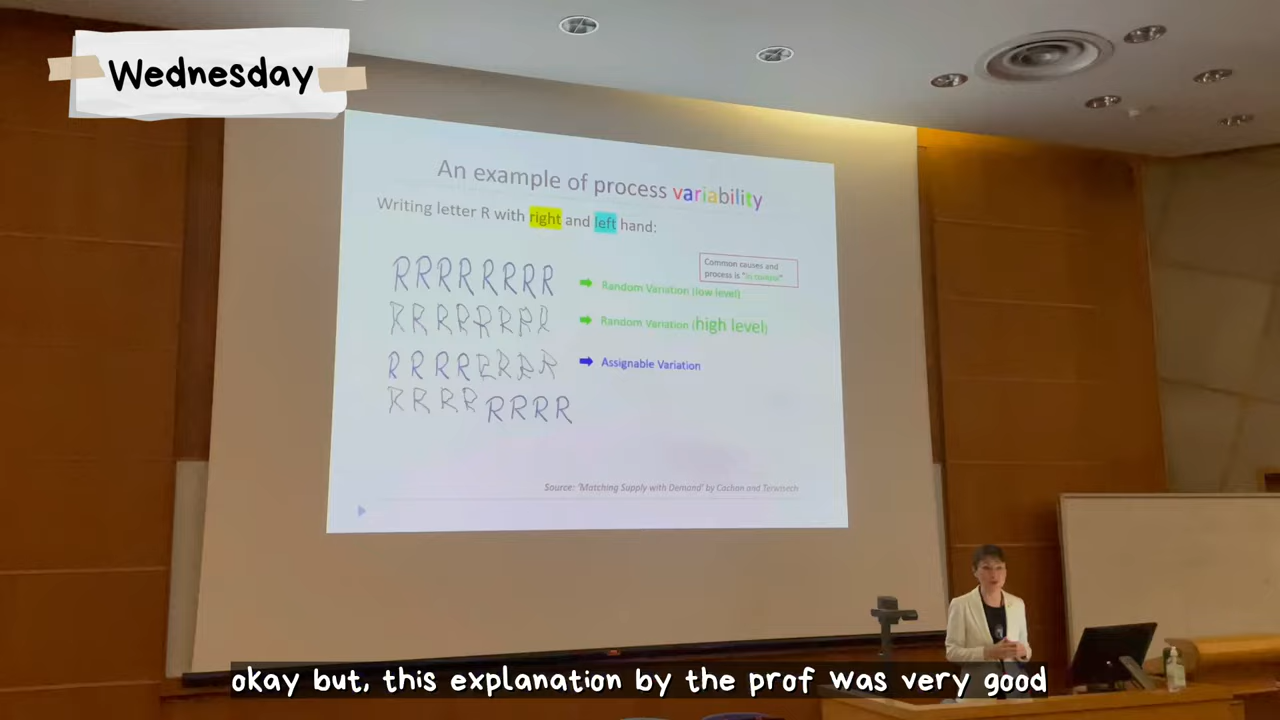 Wednesday
An example of process variability
Writing letter R with right and left hand:
Common causes and
process is "in control"
RRRRRRRR
Random Variation (low level)
RRRRRRRR
Random Variation (high level)
RRRRRRRR
Assignable Variation
RRRRRRRR
Source: 'Matching Supply with Demand' by Cachon and Terwiesch
okay but, this explanation by the prof was very good